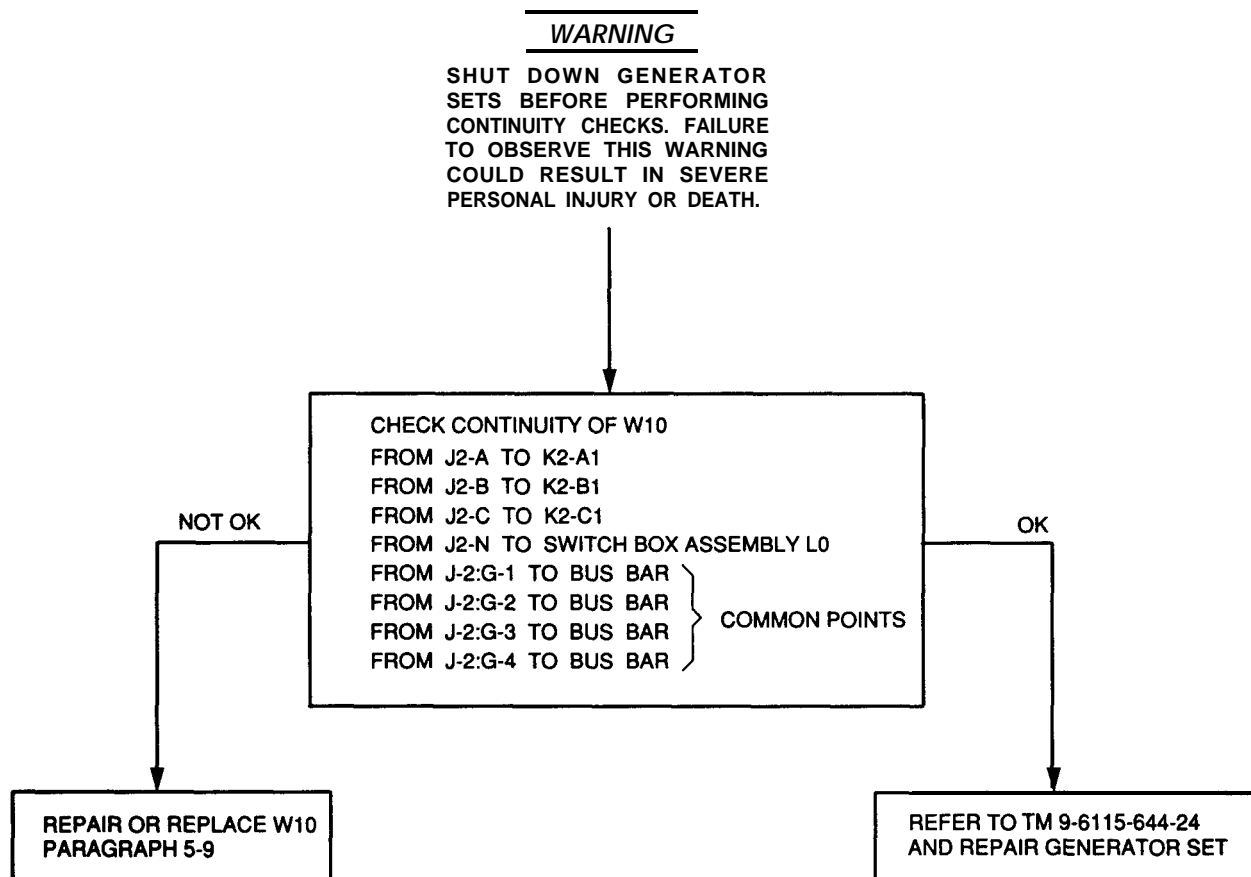 WARNING
SHUT DOWN GENERATOR
SETS BEFORE PERFORMING
CONTINUITY CHECKS. FAILURE
TO OBSERVE THIS WARNING
COULD RESULT IN SEVERE
PERSONAL INJURY OR DEATH.
CHECK CONTINUITY OF W10
FROM J2-A TO K2-A1
FROM J2-B TO K2-B1
FROM J2-C TO K2-C1
FROM J2-N TO SWITCH BOX ASSEMBLY L0
FROM J-2:G-1 TO BUS BAR
FROM J-2:G-2 TO BUS BAR
FROM J-2:G-3 TO BUS BAR
FROM J-2:G-4 TO BUS BAR
COMMON POINTS
NOT OK
OK
REPAIR OR REPLACE W10
PARAGRAPH 5-9
REFER TO TM 9-6115-644-24
AND REPAIR GENERATOR SET